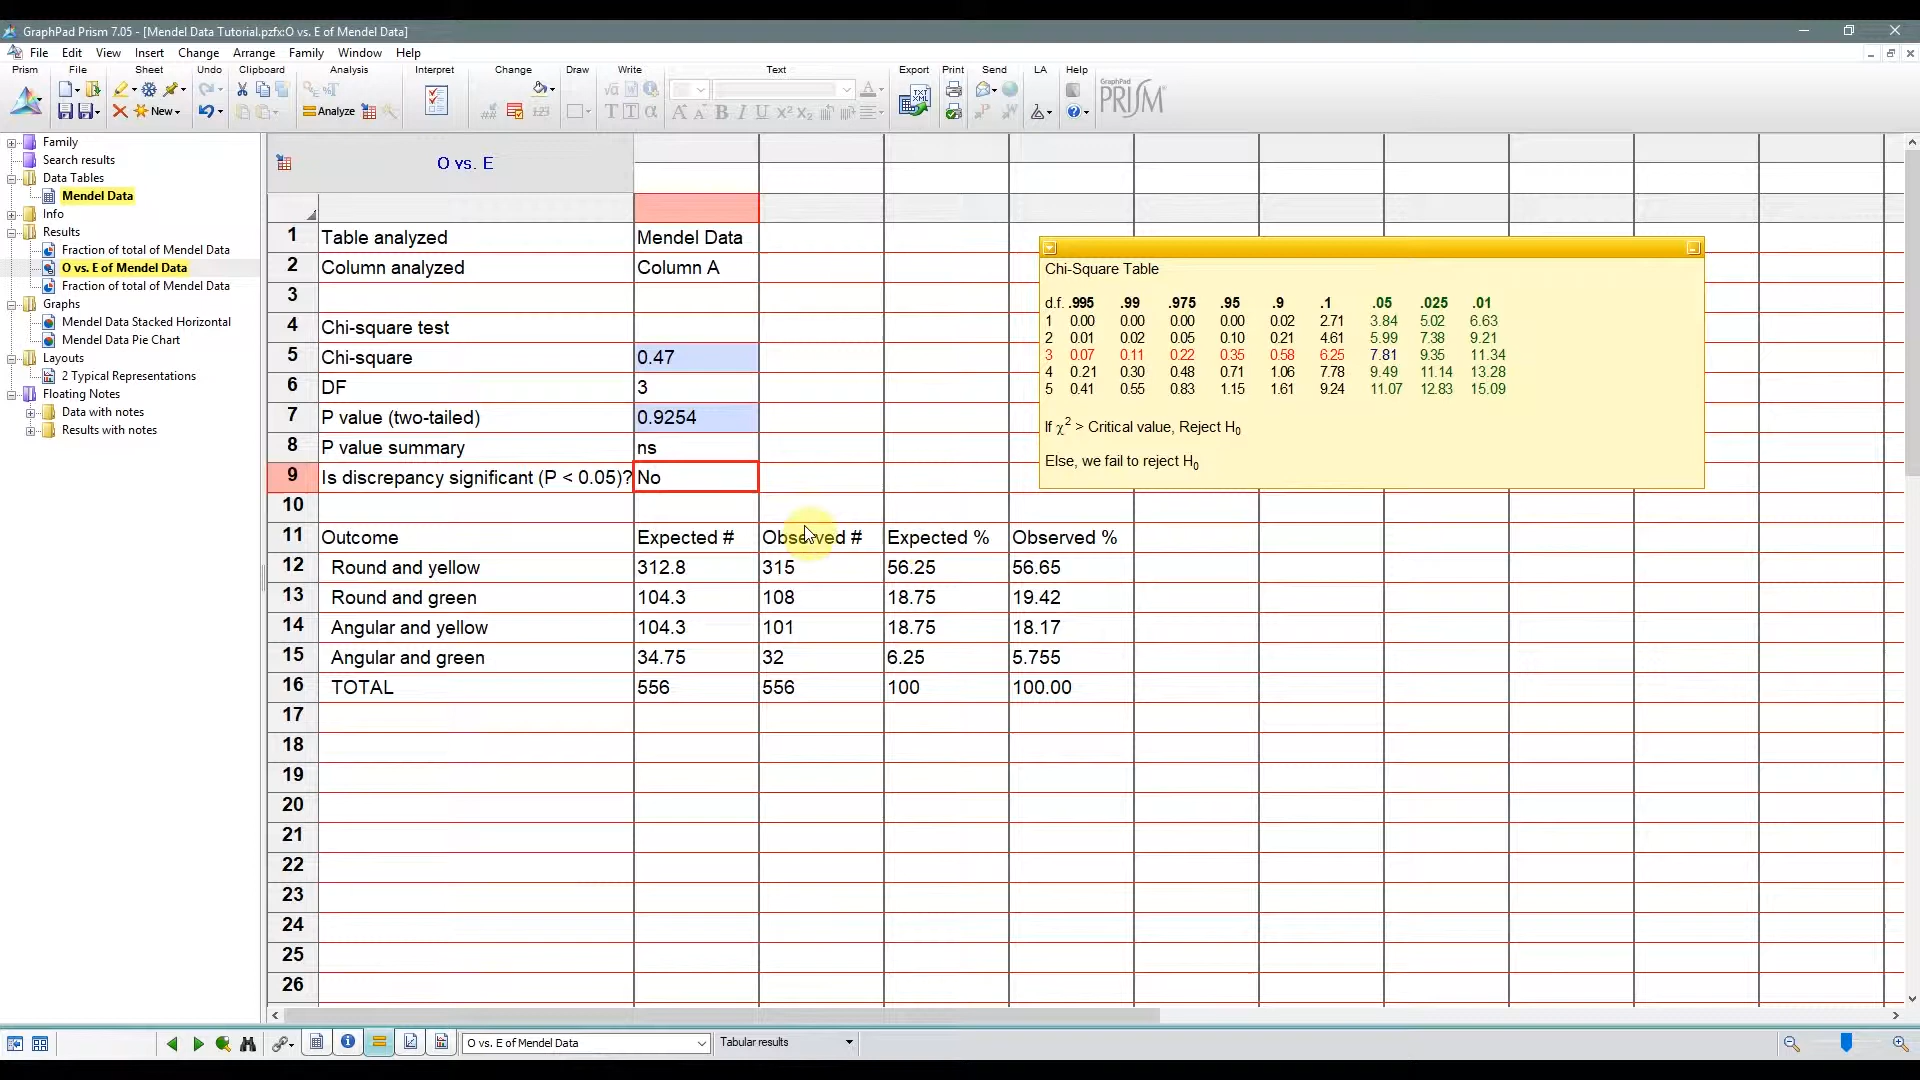 GraphPad Prism 7.05 - [Mendel Data Tutorial.pzfx:O vs. E of Mendel Data]
File Edit View Insert Change Arrange Family Window Help
Prism File Sheet Undo Clipboard Analysis Interpret Change Draw Write Text Export Print Send LA Help
New
Analyze
GraphPad
PRISM
Family
Search results
Data Tables
Mendel Data
Info
Results
Fraction of total of Mendel Data
O vs. E of Mendel Data
Fraction of total of Mendel Data
Graphs
Mendel Data Stacked Horizontal
Mendel Data Pie Chart
Layouts
2 Typical Representations
Floating Notes
Data with notes
Results with notes
O vs. E
1 Table analyzed Mendel Data
2 Column analyzed Column A
3
4 Chi-square test
5 Chi-square 0.47
6 DF 3
7 P value (two-tailed) 0.9254
8 P value summary ns
9 Is discrepancy significant (P < 0.05)? No
10
11 Outcome Expected # Observed # Expected % Observed %
12 Round and yellow 312.8 315 56.25 56.65
13 Round and green 104.3 108 18.75 19.42
14 Angular and yellow 104.3 101 18.75 18.17
15 Angular and green 34.75 32 6.25 5.755
16 TOTAL 556 556 100 100.00
17
18
19
20
21
22
23
24
25
26
Chi-Square Table
d.f. .995 .99 .975 .95 .9 .1 .05 .025 .01
1 0.00 0.00 0.00 0.00 0.02 2.71 3.84 5.02 6.63
2 0.01 0.02 0.05 0.10 0.21 4.61 5.99 7.38 9.21
3 0.07 0.11 0.22 0.35 0.58 6.25 7.81 9.35 11.34
4 0.21 0.30 0.48 0.71 1.06 7.78 9.49 11.14 13.28
5 0.41 0.55 0.83 1.15 1.61 9.24 11.07 12.83 15.09
If χ² > Critical value, Reject H₀
Else, we fail to reject H₀
O vs. E of Mendel Data
Tabular results